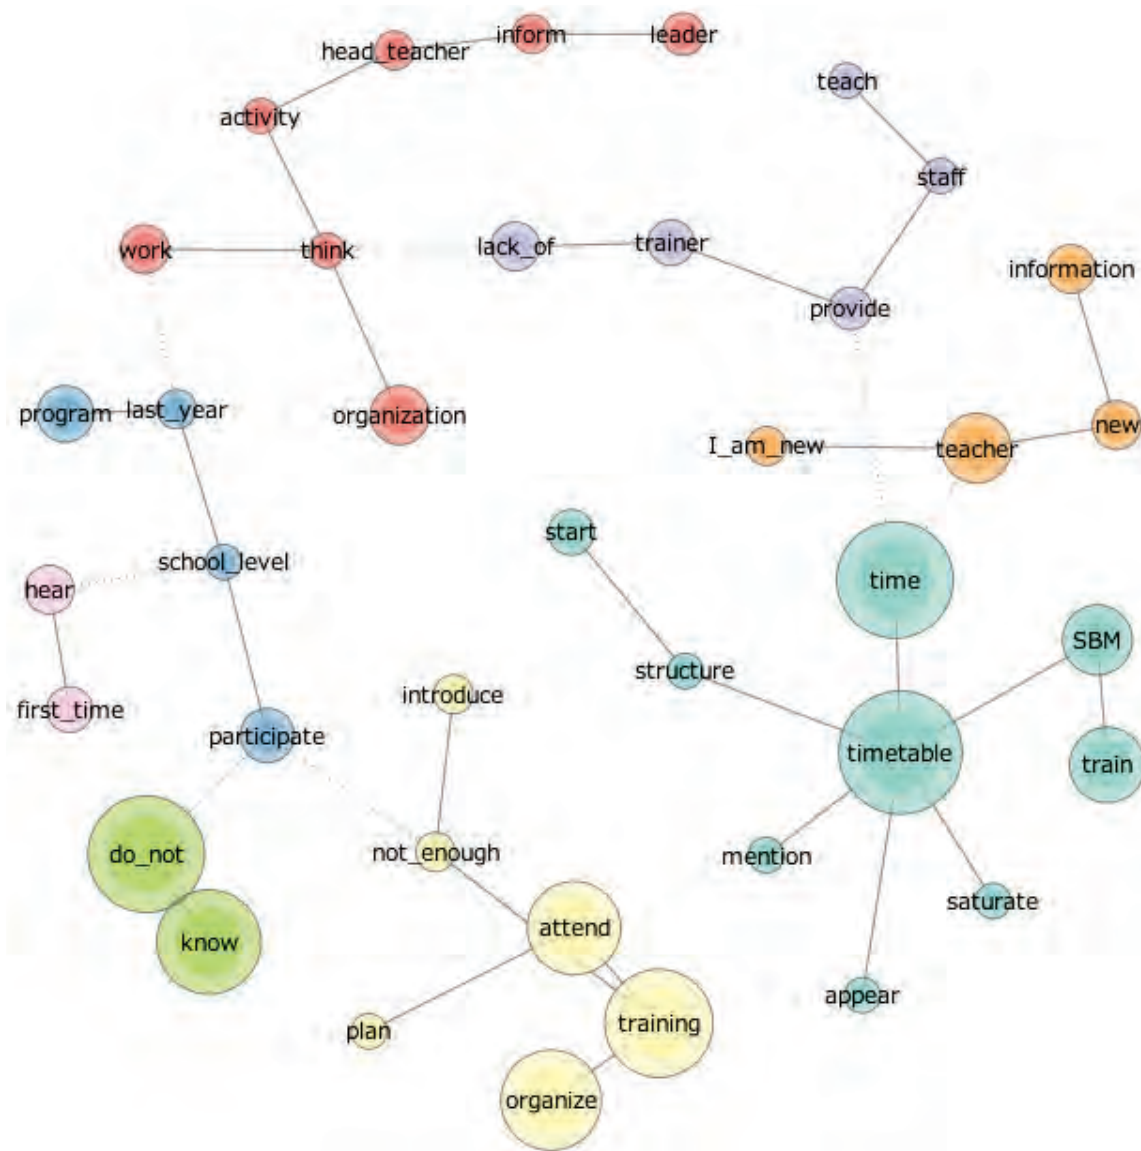 inform
leader
head_teacher
teach
activity
staff
work
think
lack_of
trainer
information
provide
program
last_year
organization
new
I_am_new
teacher
start
school_level
hear
time
SBM
structure
introduce
first_time
participate
timetable
train
do_not
not_enough
mention
saturate
attend
know
appear
training
plan
organize